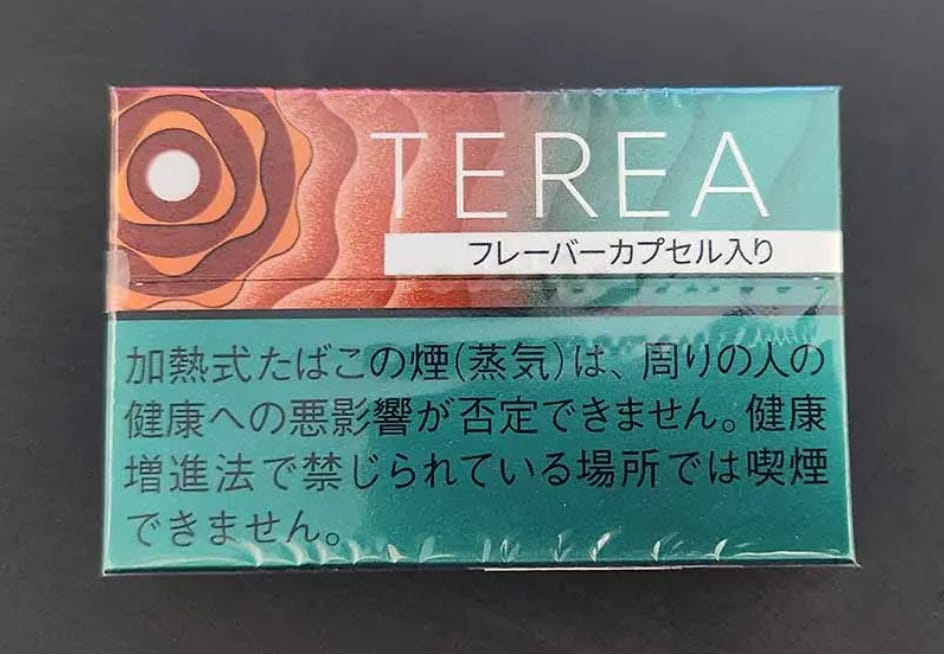 TEREA
フレーバーカプセル入り
加熱式たばこの煙(蒸気)は、周りの人の
健康への悪影響が否定できません。健康
増進法で禁じられている場所では喫煙
できません。